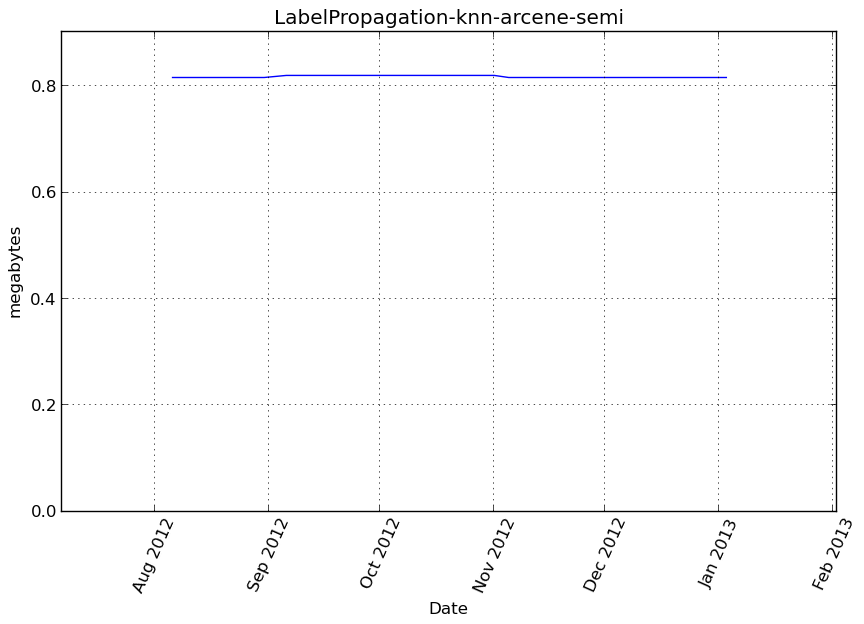 LabelPropagation-knn-arcene-semi
megabytes
0.8
0.6
0.4
0.2
0.0
Aug 2012
Sep 2012
Oct 2012
Nov 2012
Dec 2012
Jan 2013
Feb 2013
Date